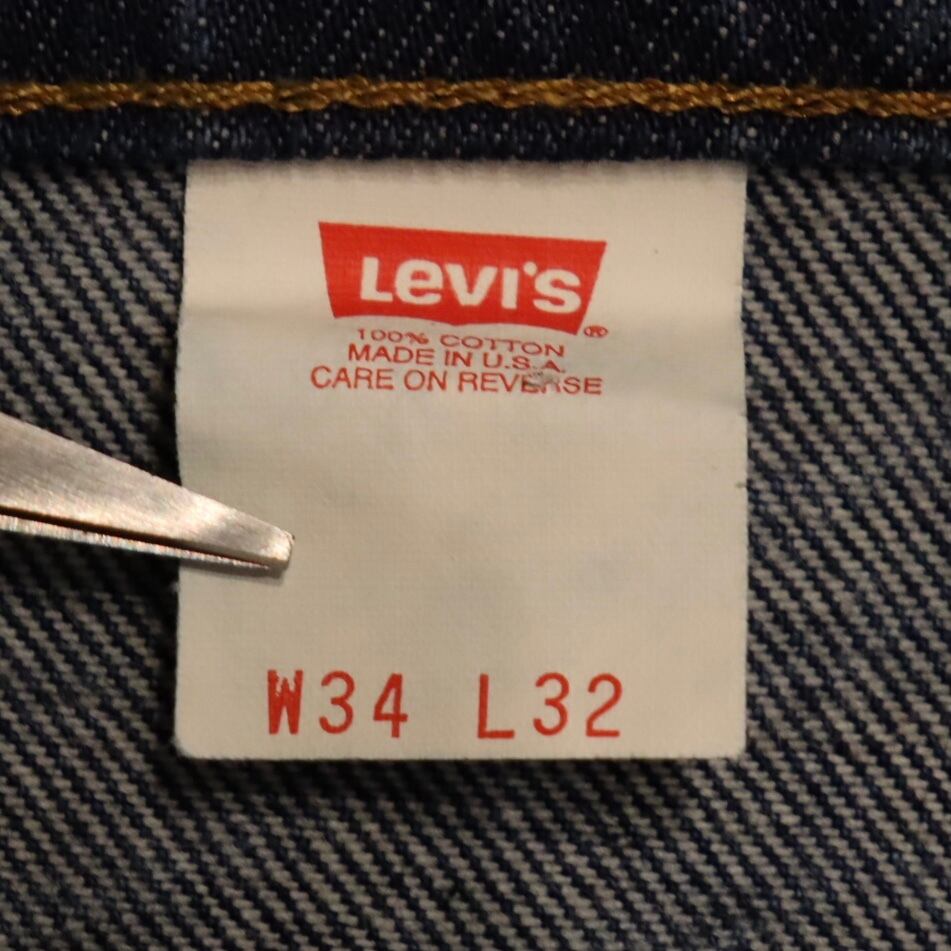 Levi's®
100% COTTON
MADE IN U.S.A.
CARE ON REVERSE
W34 L32